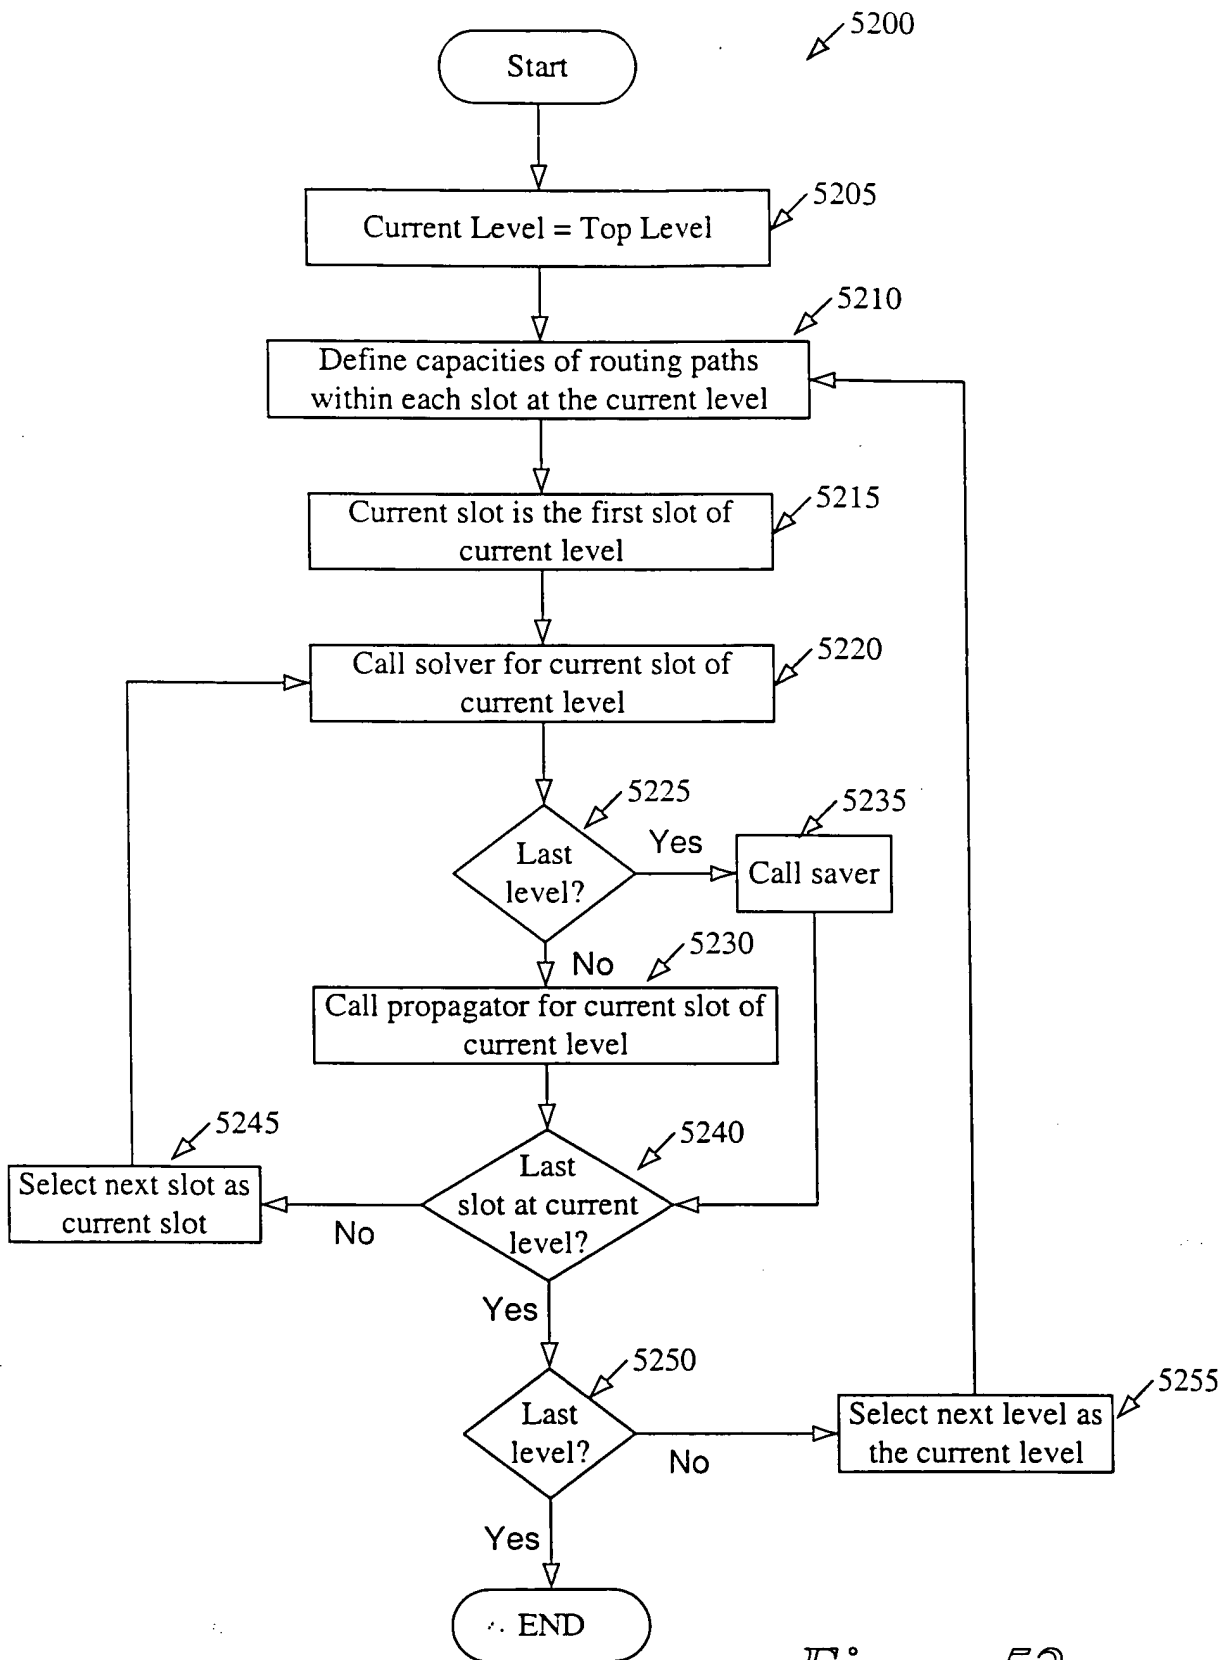 5200
Start
5205
Current Level = Top Level
5210
Define capacities of routing paths
within each slot at the current level
5215
Current slot is the first slot of
current level
5220
Call solver for current slot of
current level
5225
Last
level?
Yes
5235
Call saver
No
5230
Call propagator for current slot of
current level
5245
Select next slot as
current slot
5240
Last
slot at current
level?
No
Yes
5250
Last
level?
No
5255
Select next level as
the current level
Yes
END